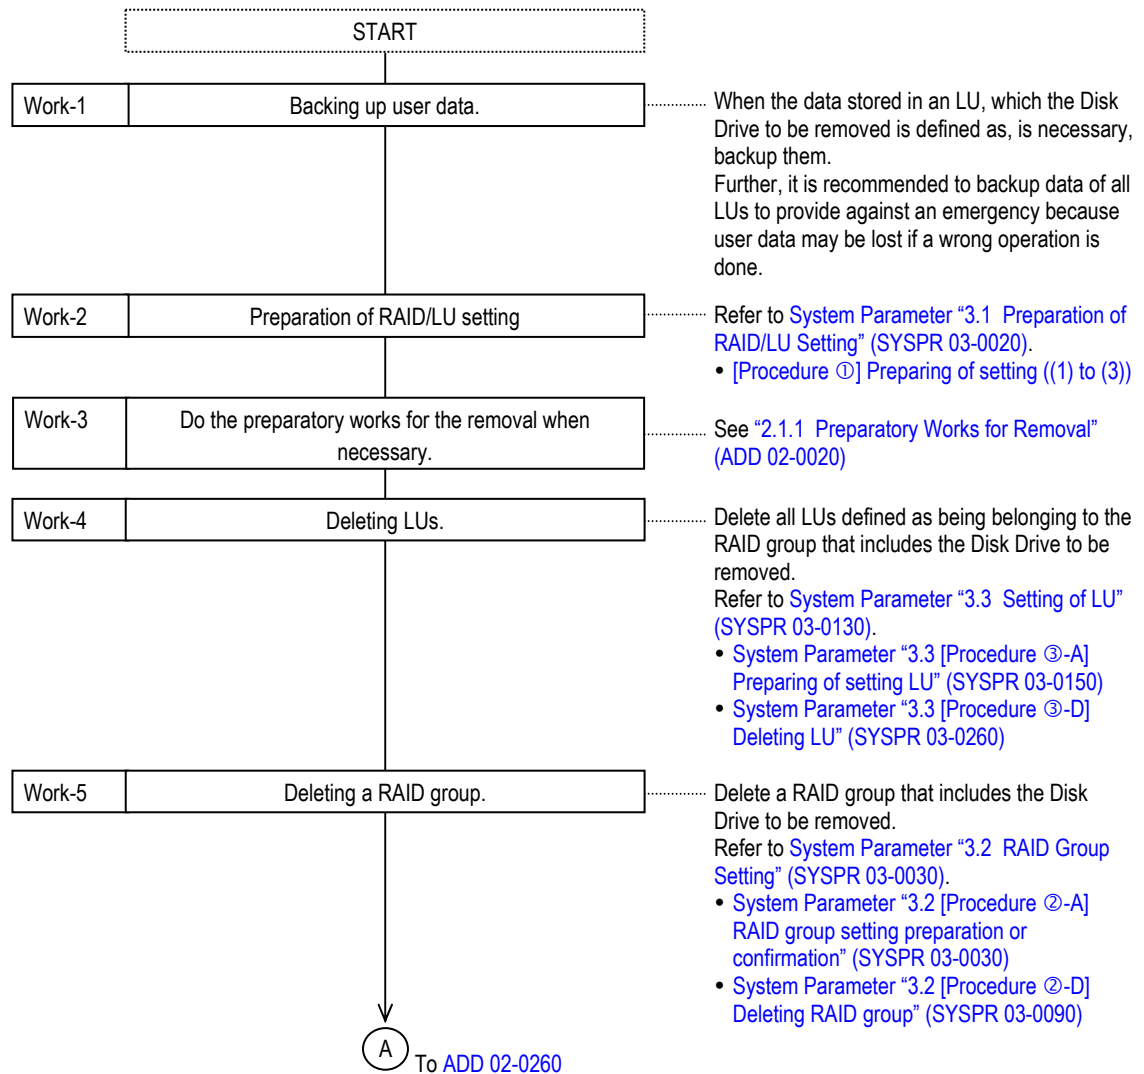 START
Work-1 Backing up user data.
When the data stored in an LU, which the Disk
Drive to be removed is defined as, is necessary,
backup them.
Further, it is recommended to backup data of all
LUs to provide against an emergency because
user data may be lost if a wrong operation is
done.
Work-2 Preparation of RAID/LU setting
Refer to System Parameter “3.1 Preparation of
RAID/LU Setting” (SYSPR 03-0020).
• [Procedure ①] Preparing of setting ((1) to (3))
Work-3 Do the preparatory works for the removal when
necessary.
See “2.1.1 Preparatory Works for Removal”
(ADD 02-0020)
Work-4 Deleting LUs.
Delete all LUs defined as being belonging to the
RAID group that includes the Disk Drive to be
removed.
Refer to System Parameter “3.3 Setting of LU”
(SYSPR 03-0130).
• System Parameter “3.3 [Procedure ③-A]
Preparing of setting LU” (SYSPR 03-0150)
• System Parameter “3.3 [Procedure ③-D]
Deleting LU” (SYSPR 03-0260)
Work-5 Deleting a RAID group.
Delete a RAID group that includes the Disk
Drive to be removed.
Refer to System Parameter “3.2 RAID Group
Setting” (SYSPR 03-0030).
• System Parameter “3.2 [Procedure ②-A]
RAID group setting preparation or
confirmation” (SYSPR 03-0030)
• System Parameter “3.2 [Procedure ②-D]
Deleting RAID group” (SYSPR 03-0090)
A To ADD 02-0260